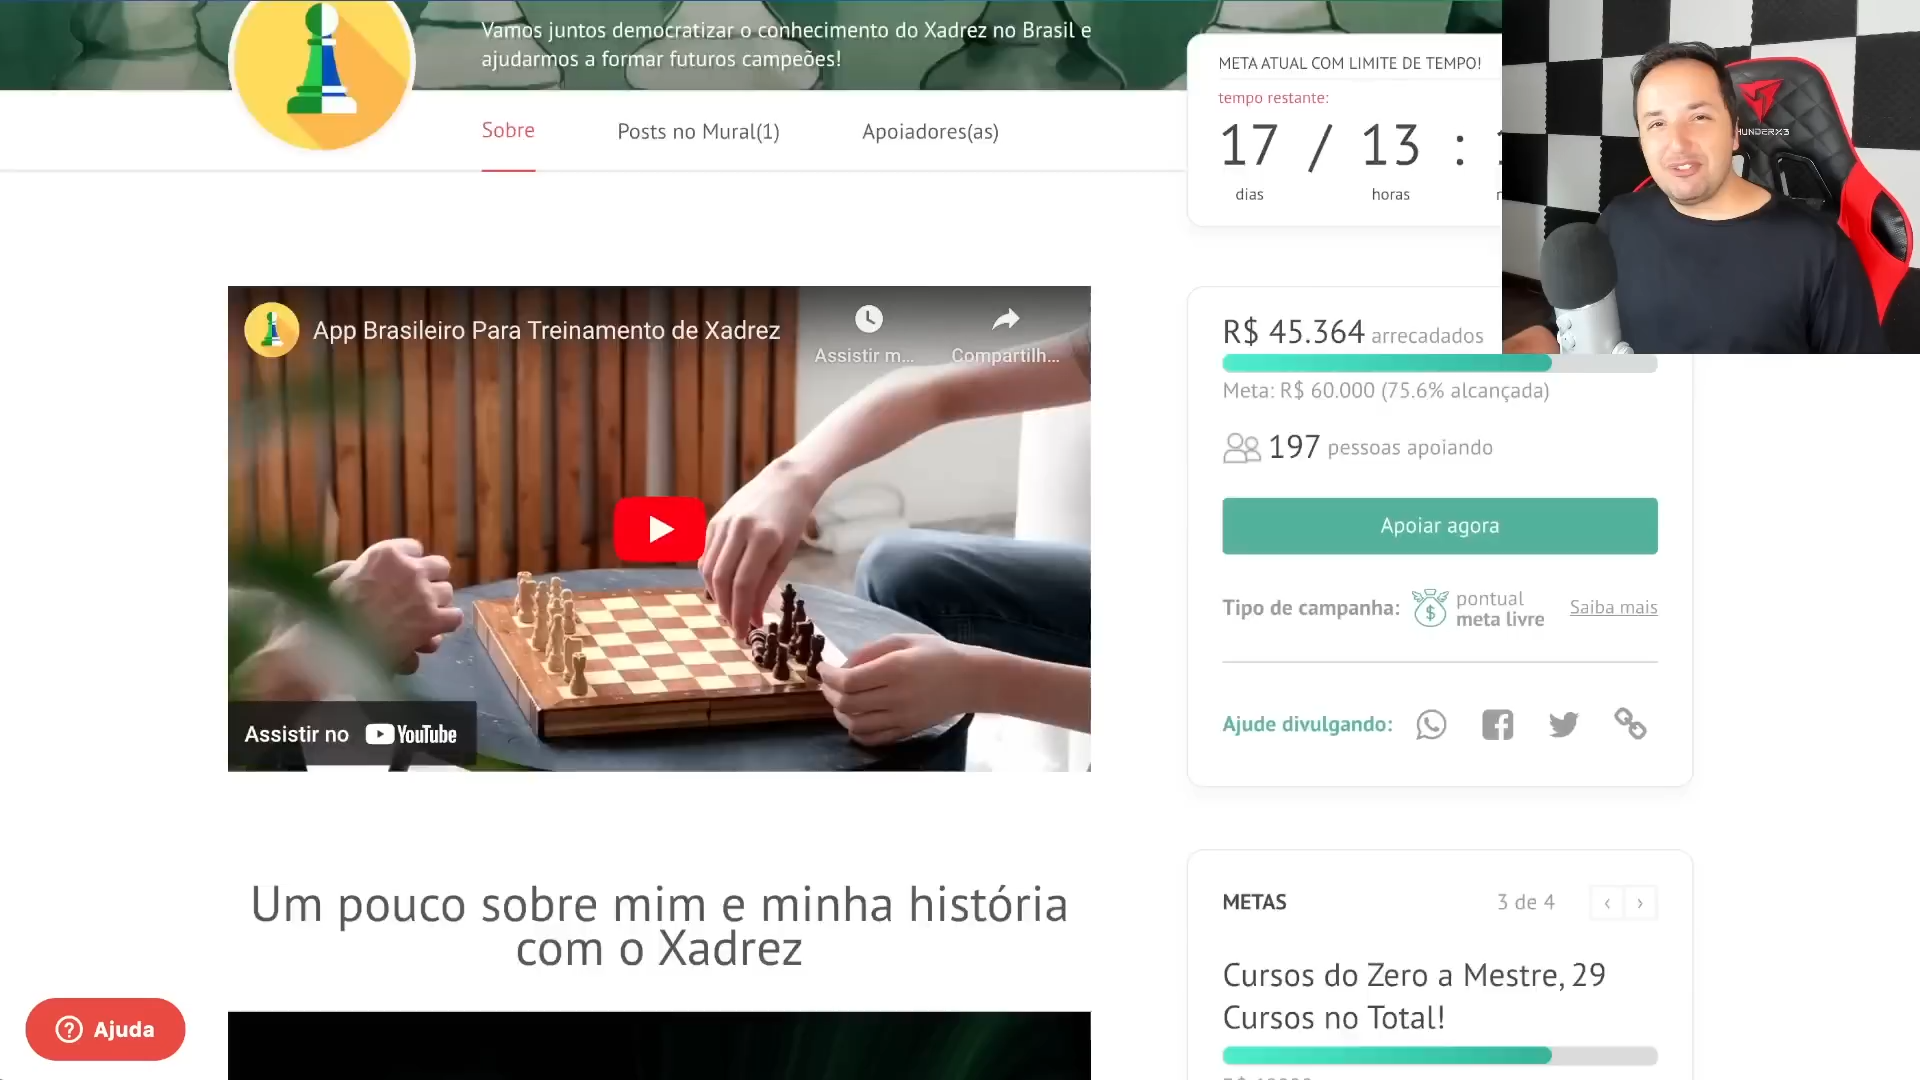 Vamos juntos democratizar o conhecimento do Xadrez no Brasil e
ajudarmos a formar futuros campeões!
Sobre
Posts no Mural(1)
Apoiadores(as)
META ATUAL COM LIMITE DE TEMPO!
tempo restante:
17 / 13 :
dias
horas
HUNDERX3
App Brasileiro Para Treinamento de Xadrez
Assistir m...
Compartilh...
Assistir no YouTube
R$ 45.364 arrecadados
Meta: R$ 60.000 (75.6% alcançada)
197 pessoas apoiando
Apoiar agora
Tipo de campanha:
pontual
meta livre
Saiba mais
Ajude divulgando:
Um pouco sobre mim e minha história
com o Xadrez
METAS
3 de 4
Cursos do Zero a Mestre, 29
Cursos no Total!
Ajuda